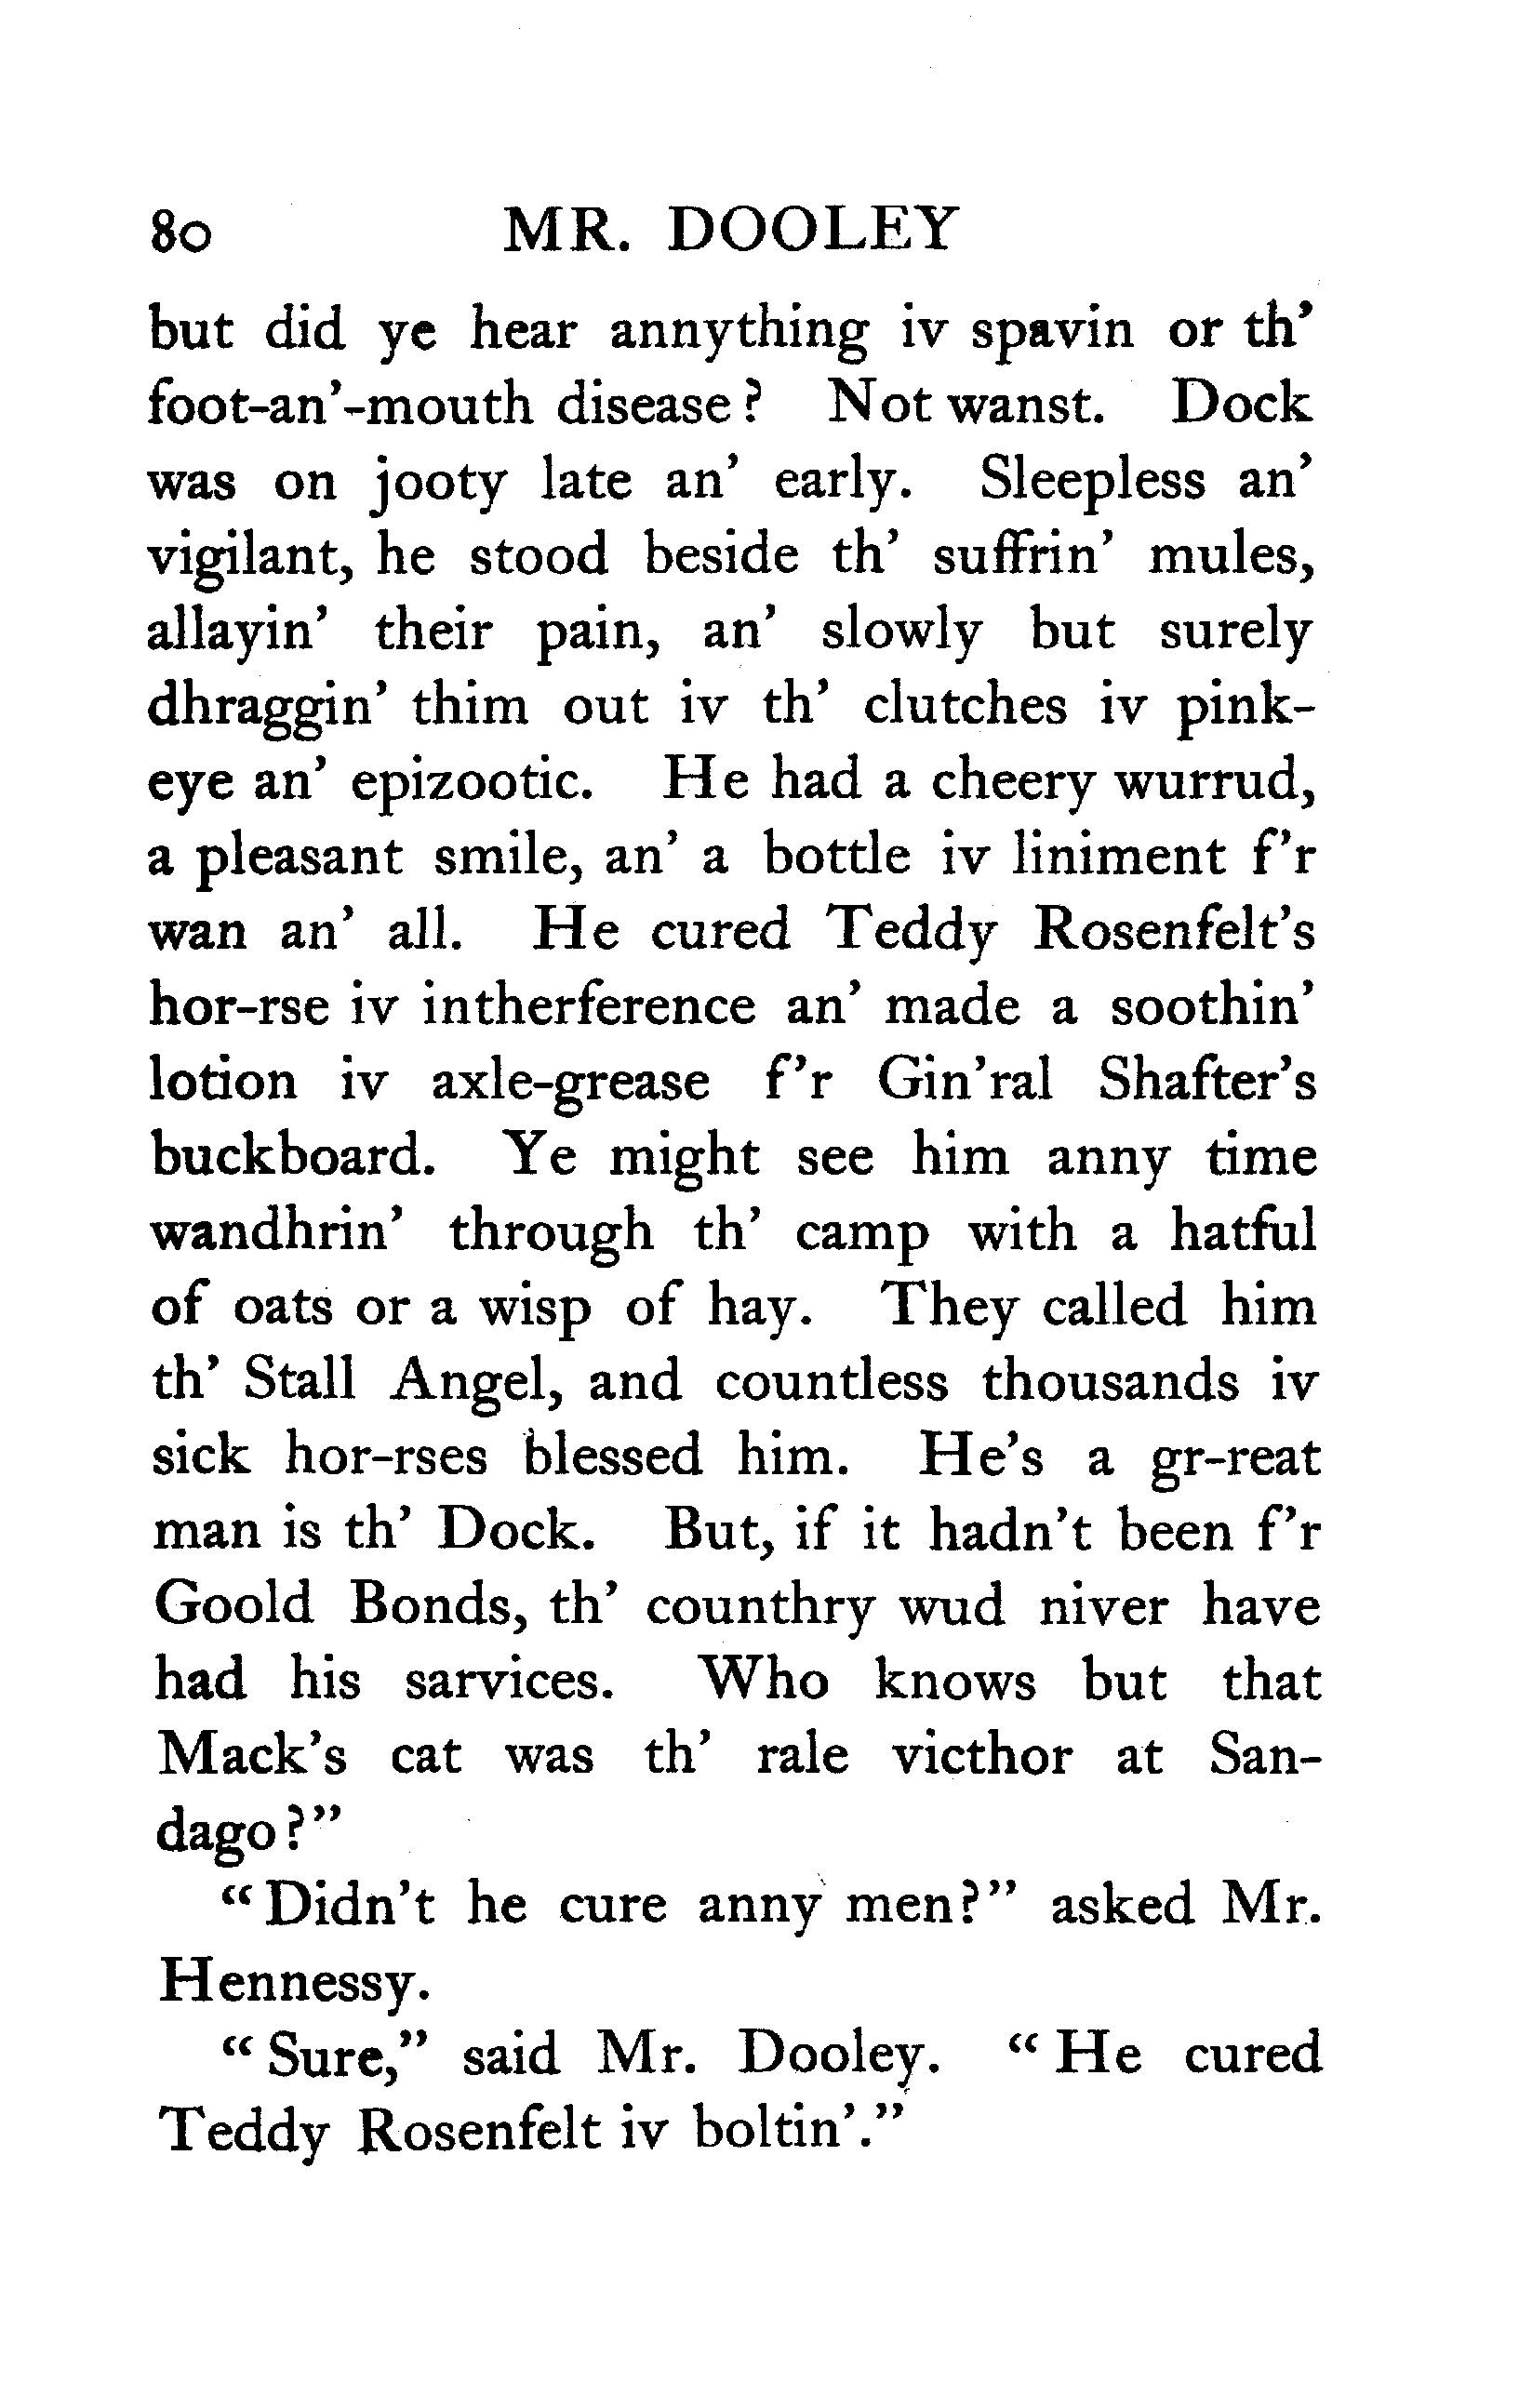 80 MR. DOOLEY
but did ye hear annything iv spavin or th'
foot-an'-mouth disease? Not wanst. Dock
was on jooty late an' early. Sleepless an'
vigilant, he stood beside th' suffrin' mules,
allayin' their pain, an' slowly but surely
dhraggin' thim out iv th' clutches iv pink-
eye an' epizootic. He had a cheery wurrud,
a pleasant smile, an' a bottle iv liniment f'r
wan an' all. He cured Teddy Rosenfelt's
hor-rse iv intherference an' made a soothin'
lotion iv axle-grease f'r Gin'ral Shafter's
buckboard. Ye might see him anny time
wandhrin' through th' camp with a hatful
of oats or a wisp of hay. They called him
th' Stall Angel, and countless thousands iv
sick hor-rses blessed him. He's a gr-reat
man is th' Dock. But, if it hadn't been f'r
Goold Bonds, th' counthry wud niver have
had his sarvices. Who knows but that
Mack's cat was th' rale victhor at San-
dago?"
"Didn't he cure anny men?" asked Mr.
Hennessy.
"Sure," said Mr. Dooley. "He cured
Teddy Rosenfelt iv boltin'."